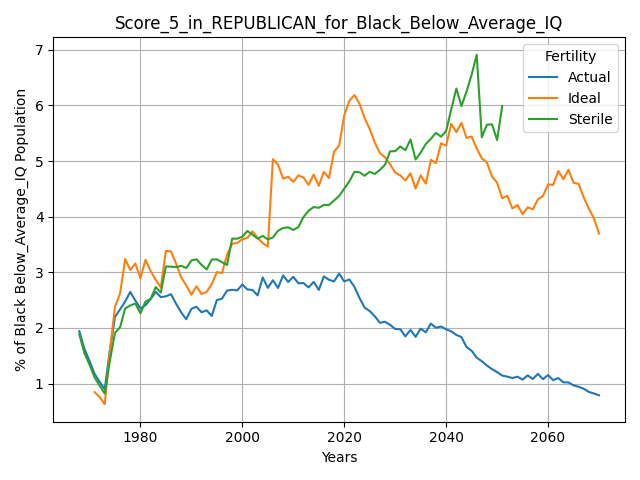 Score_5_in_REPUBLICAN_for_Black_Below_Average_IQ
Fertility
Actual
Ideal
Sterile
% of Black Below_Average_IQ Population
7
6
5
4
3
2
1
1980
2000
2020
2040
2060
Years